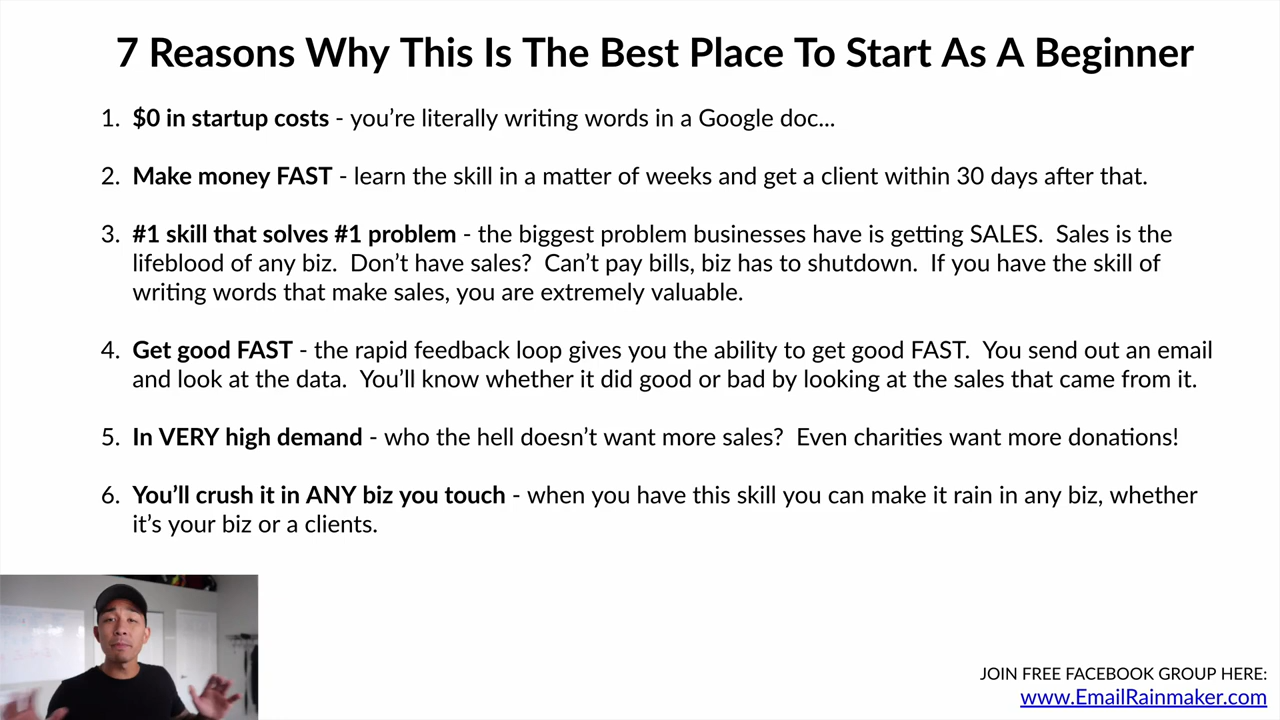 7 Reasons Why This Is The Best Place To Start As A Beginner
1. $0 in startup costs - you're literally writing words in a Google doc...
2. Make money FAST - learn the skill in a matter of weeks and get a client within 30 days after that.
3. #1 skill that solves #1 problem - the biggest problem businesses have is getting SALES.  Sales is the
lifeblood of any biz.  Don't have sales?  Can't pay bills, biz has to shutdown.  If you have the skill of
writing words that make sales, you are extremely valuable.
4. Get good FAST - the rapid feedback loop gives you the ability to get good FAST.  You send out an email
and look at the data.  You'll know whether it did good or bad by looking at the sales that came from it.
5. In VERY high demand - who the hell doesn't want more sales?  Even charities want more donations!
6. You'll crush it in ANY biz you touch - when you have this skill you can make it rain in any biz, whether
it's your biz or a clients.
JOIN FREE FACEBOOK GROUP HERE:
www.EmailRainmaker.com